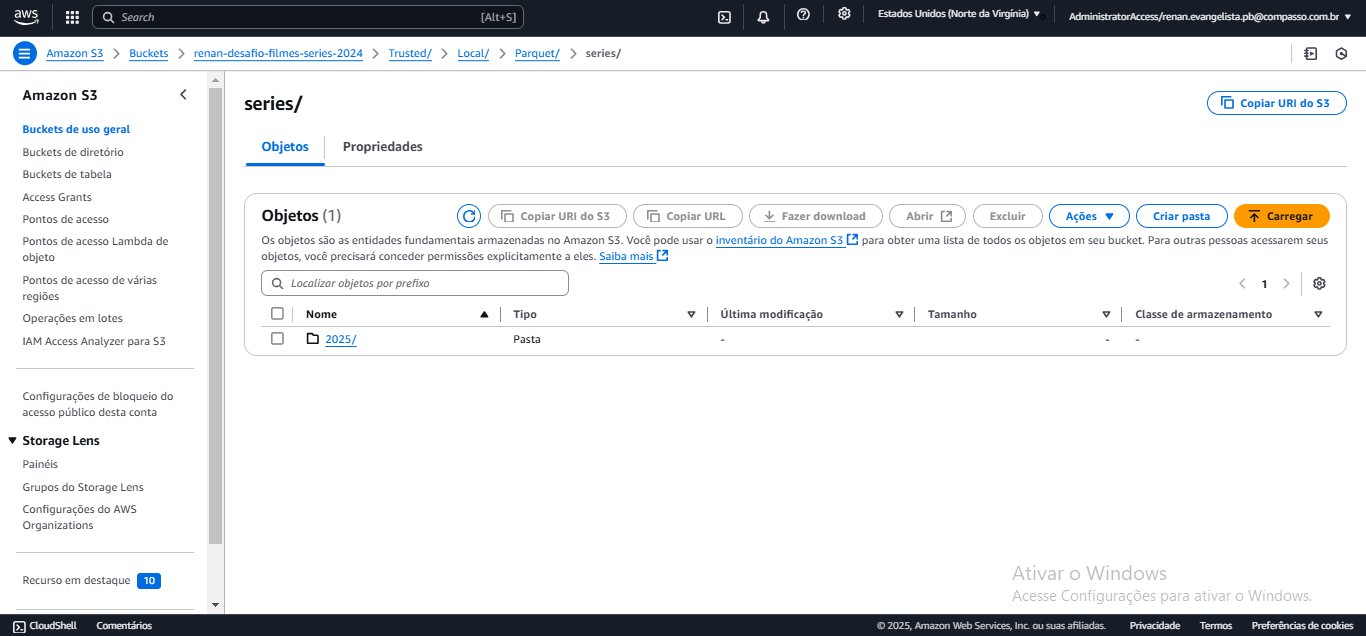 aws Search [Alt+S] Estados Unidos (Norte da Virgínia) AdministratorAccess/renan.evangelista.pb@compasso.com.br
Amazon S3 Buckets renan-desafio-filmes-series-2024 Trusted/ Local/ Parquet/ series/
Amazon S3
Buckets de uso geral
Buckets de diretório
Buckets de tabela
Access Grants
Pontos de acesso
Pontos de acesso Lambda de
objeto
Pontos de acesso de várias
regiões
Operações em lotes
IAM Access Analyzer para S3
Configurações de bloqueio do
acesso público desta conta
Storage Lens
Painéis
Grupos do Storage Lens
Configurações do AWS
Organizations
Recurso em destaque 10
series/
Copiar URI do S3
Objetos Propriedades
Objetos (1) Copiar URI do S3 Copiar URL Fazer download Abrir Excluir Ações Criar pasta Carregar
Os objetos são as entidades fundamentais armazenadas no Amazon S3. Você pode usar o inventário do Amazon S3 para obter uma lista de todos os objetos em seu bucket. Para outras pessoas acessarem seus
objetos, você precisará conceder permissões explicitamente a eles. Saiba mais
Localizar objetos por prefixo 1
Nome Tipo Última modificação Tamanho Classe de armazenamento
2025/ Pasta - - -
Ativar o Windows
Acesse Configurações para ativar o Windows.
CloudShell Comentários © 2025, Amazon Web Services, Inc. ou suas afiliadas. Privacidade Termos Preferências de cookies